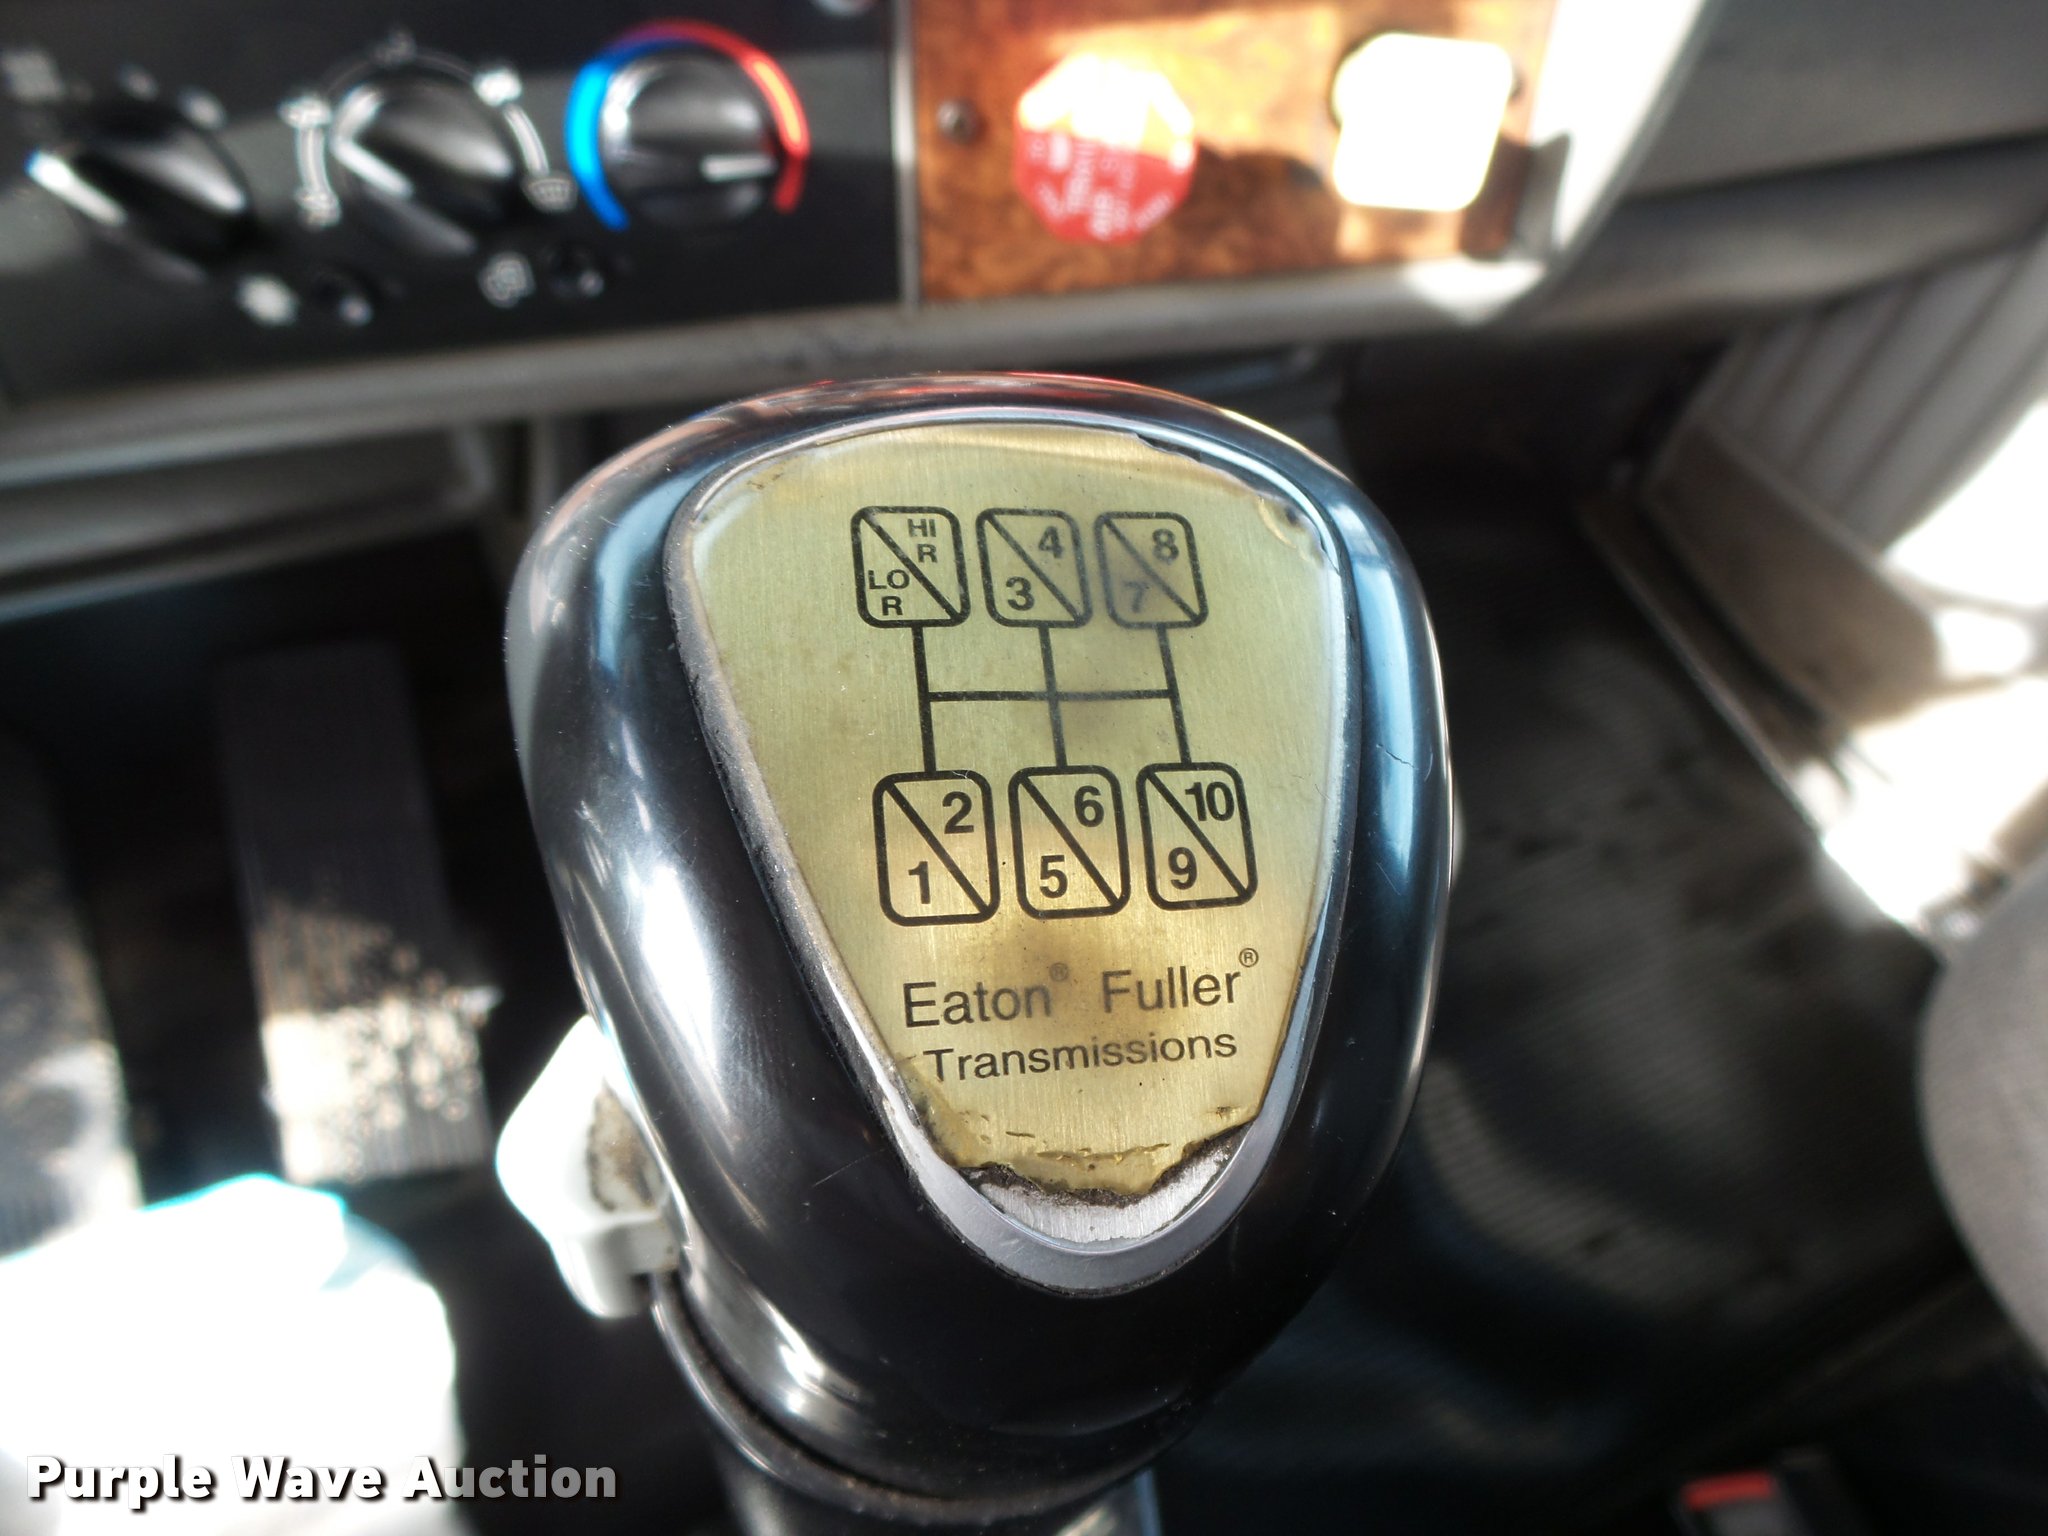 HI
R
LO
R
4
3
8
7
2
1
6
5
10
9
Eaton® Fuller®
Transmissions
Purple Wave Auction